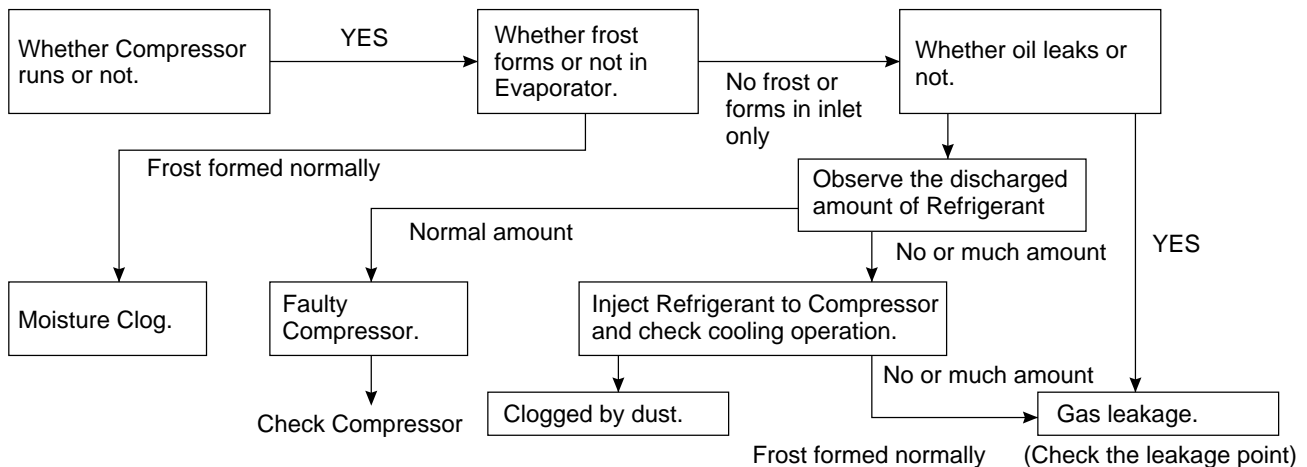 Whether Compressor
runs or not.
YES
Whether frost
forms or not in
Evaporator.
No frost or
forms in inlet
only
Whether oil leaks or
not.
Frost formed normally
Observe the discharged
amount of Refrigerant
Normal amount
No or much amount
YES
Moisture Clog.
Faulty
Compressor.
Inject Refrigerant to Compressor
and check cooling operation.
No or much amount
Check Compressor
Clogged by dust.
Gas leakage.
Frost formed normally
(Check the leakage point)